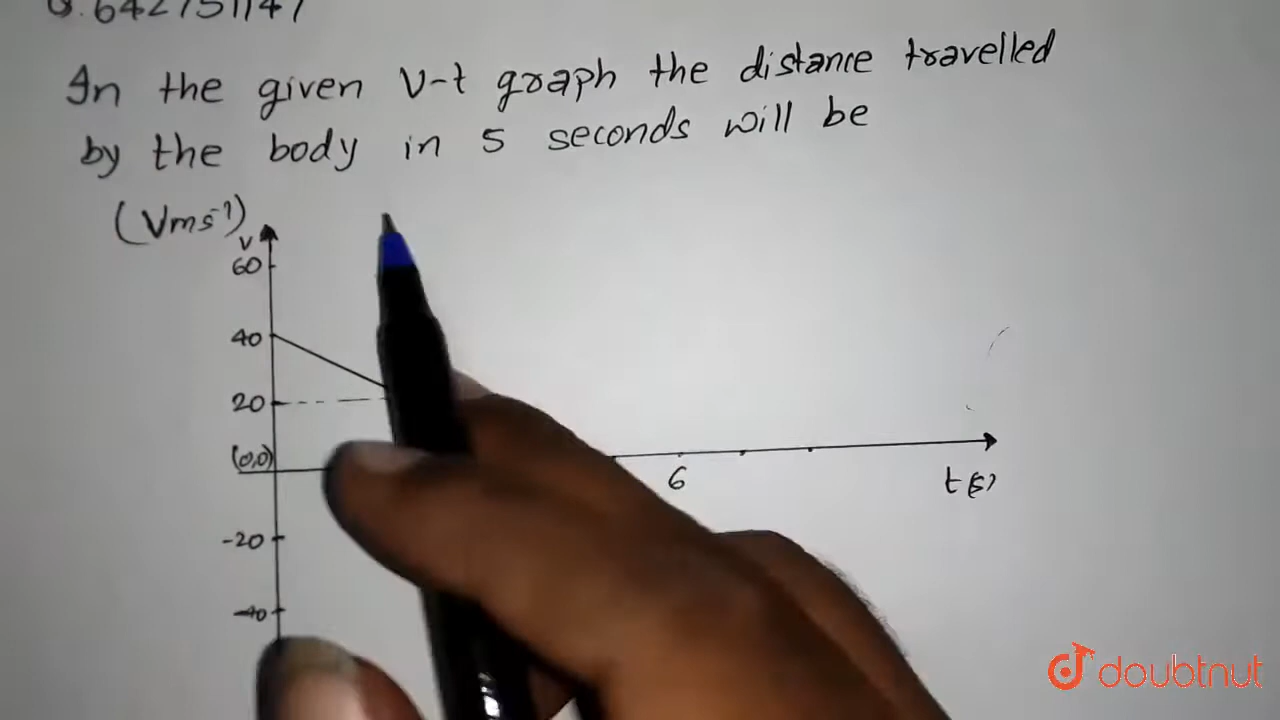 Q.642751147
In the given V-t graph the distance travelled
by the body in 5 seconds will be
(Vms⁻¹)
V
60
40
20
(0,0)
6
t(s)
-20
-40
doubtnut